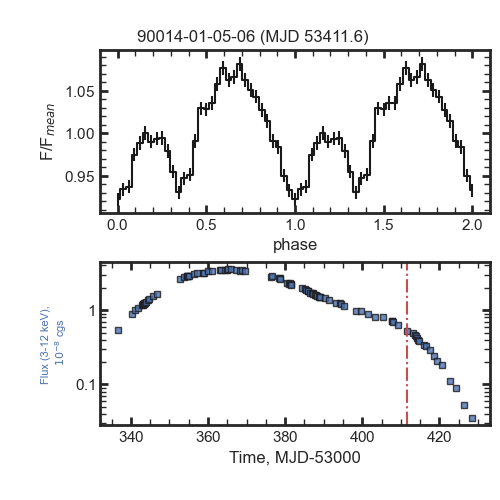 90014-01-05-06 (MJD 53411.6)
1.05
1.00
0.95
F/Fmean
0.0 0.5 1.0 1.5 2.0
phase
1
0.1
Flux (3-12 keV),
10⁻⁸ cgs
340 360 380 400 420
Time, MJD-53000